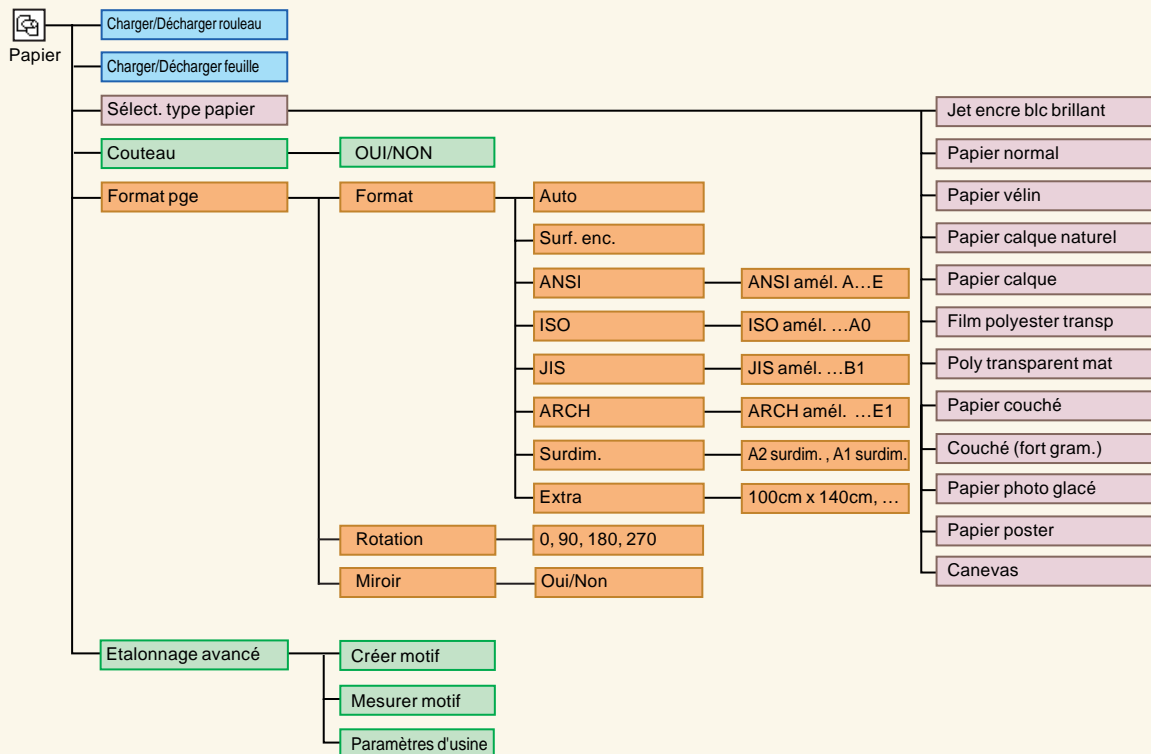 Papier
Charger/Décharger rouleau
Charger/Décharger feuille
Sélect. type papier
Jet encre blc brillant
Papier normal
Papier vélin
Papier calque naturel
Papier calque
Film polyester transp
Poly transparent mat
Papier couché
Couché (fort gram.)
Papier photo glacé
Papier poster
Canevas
Couteau
OUI/NON
Format pge
Format
Auto
Surf. enc.
ANSI
ANSI amél. A…E
ISO
ISO amél. …A0
JIS
JIS amél. …B1
ARCH
ARCH amél. …E1
Surdim.
A2 surdim. , A1 surdim.
Extra
100cm x 140cm, …
Rotation
0, 90, 180, 270
Miroir
Oui/Non
Etalonnage avancé
Créer motif
Mesurer motif
Paramètres d'usine